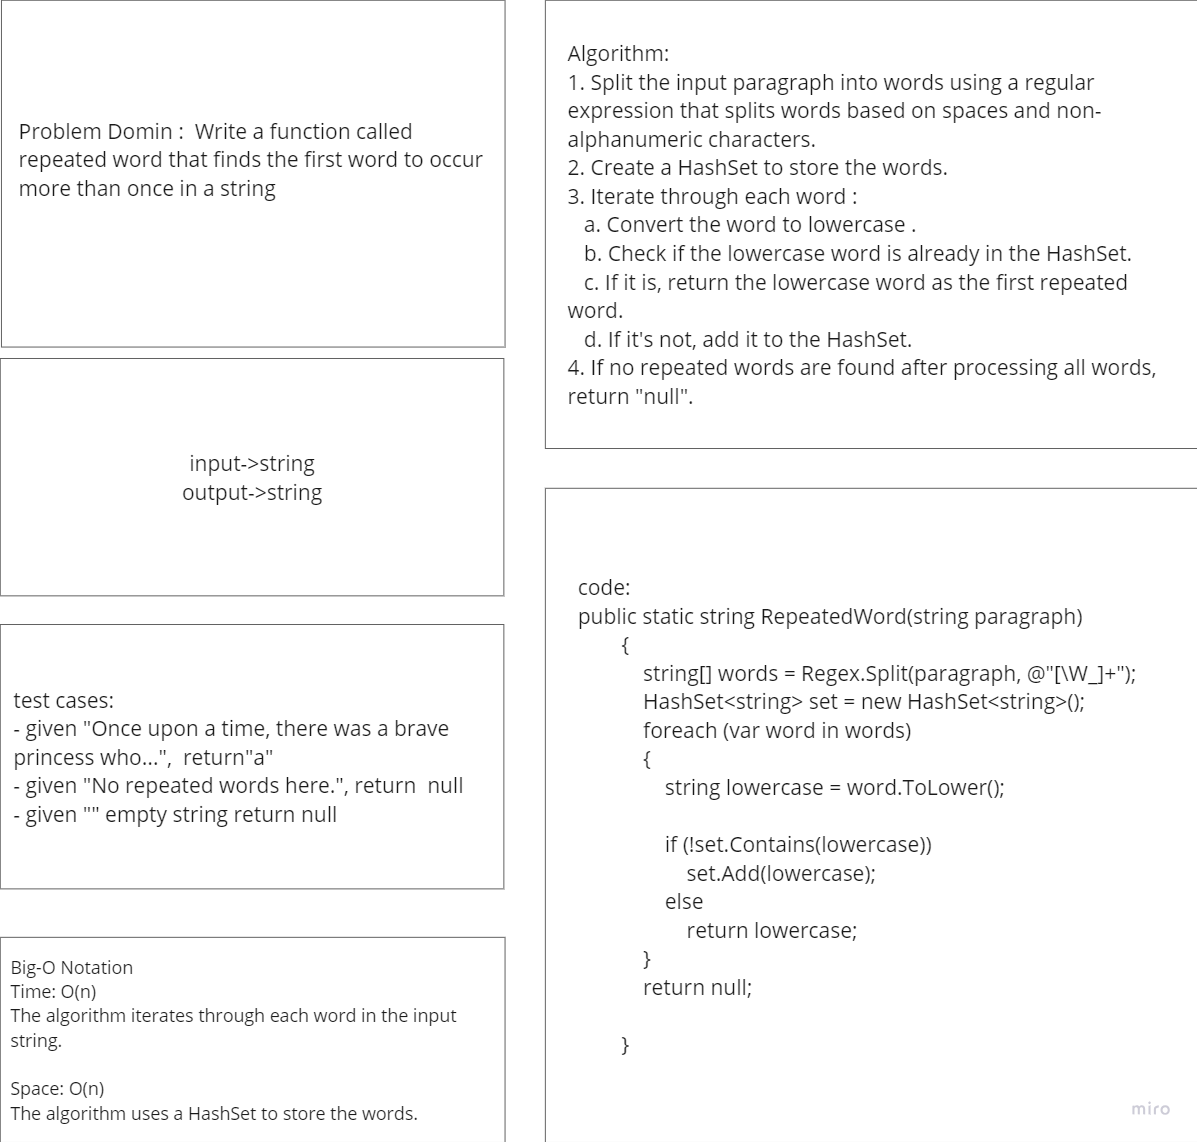 Problem Domin :  Write a function called
repeated word that finds the first word to occur
more than once in a string
input->string
output->string
test cases:
- given "Once upon a time, there was a brave
princess who...",  return"a"
- given "No repeated words here.", return  null
- given "" empty string return null
Big-O Notation
Time: O(n)
The algorithm iterates through each word in the input
string.
Space: O(n)
The algorithm uses a HashSet to store the words.
Algorithm:
1. Split the input paragraph into words using a regular
expression that splits words based on spaces and non-
alphanumeric characters.
2. Create a HashSet to store the words.
3. Iterate through each word :
a. Convert the word to lowercase .
b. Check if the lowercase word is already in the HashSet.
c. If it is, return the lowercase word as the first repeated
word.
d. If it's not, add it to the HashSet.
4. If no repeated words are found after processing all words,
return "null".
code:
public static string RepeatedWord(string paragraph)
{
string[] words = Regex.Split(paragraph, @"[\W_]+");
HashSet<string> set = new HashSet<string>();
foreach (var word in words)
{
string lowercase = word.ToLower();
if (!set.Contains(lowercase))
set.Add(lowercase);
else
return lowercase;
}
return null;
}
miro